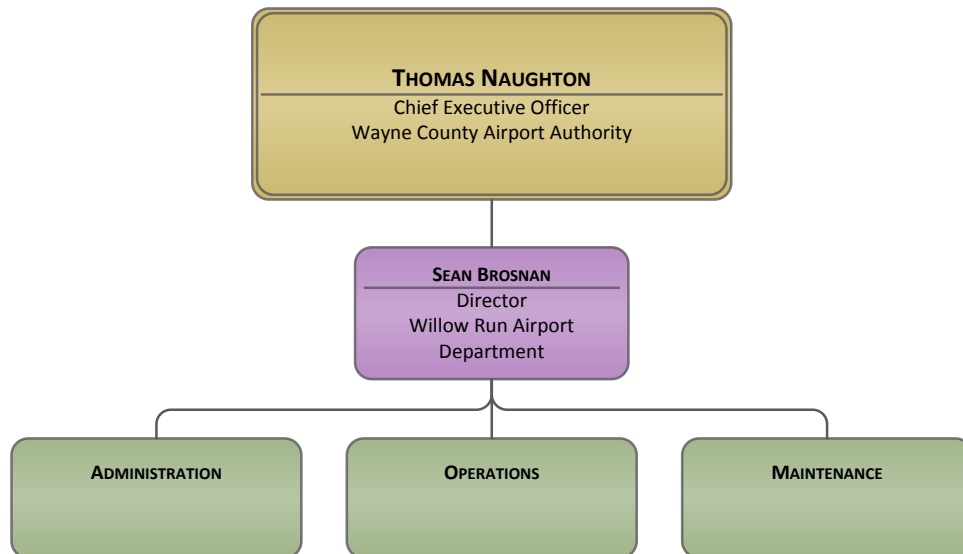 THOMAS NAUGHTON
Chief Executive Officer
Wayne County Airport Authority
SEAN BROSNAN
Director
Willow Run Airport
Department
ADMINISTRATION
OPERATIONS
MAINTENANCE